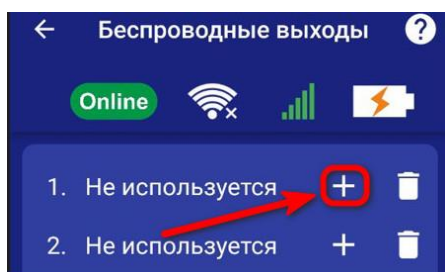 Беспроводные выходы ?
Online
1. Не используется +
2. Не используется +